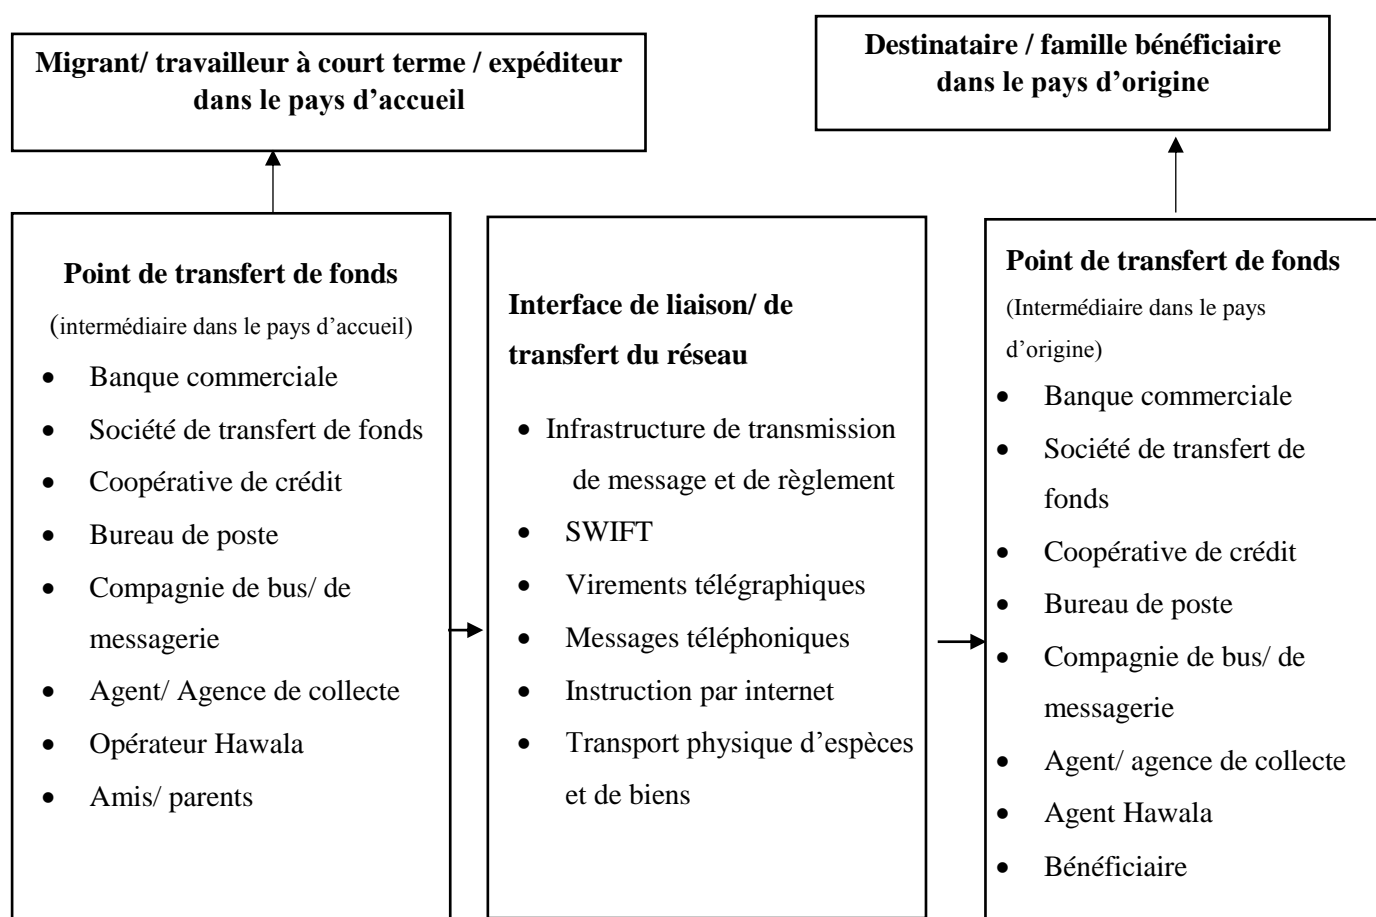 Migrant/ travailleur à court terme / expéditeur
dans le pays d’accueil
Destinataire / famille bénéficiaire
dans le pays d’origine
Point de transfert de fonds
(intermédiaire dans le pays d’accueil)
• Banque commerciale
• Société de transfert de fonds
• Coopérative de crédit
• Bureau de poste
• Compagnie de bus/ de
messagerie
• Agent/ Agence de collecte
• Opérateur Hawala
• Amis/ parents
Interface de liaison/ de
transfert du réseau
• Infrastructure de transmission
de message et de règlement
• SWIFT
• Virements télégraphiques
• Messages téléphoniques
• Instruction par internet
• Transport physique d’espèces
et de biens
Point de transfert de fonds
(Intermédiaire dans le pays
d’origine)
• Banque commerciale
• Société de transfert de
fonds
• Coopérative de crédit
• Bureau de poste
• Compagnie de bus/ de
messagerie
• Agent/ agence de collecte
• Agent Hawala
• Bénéficiaire